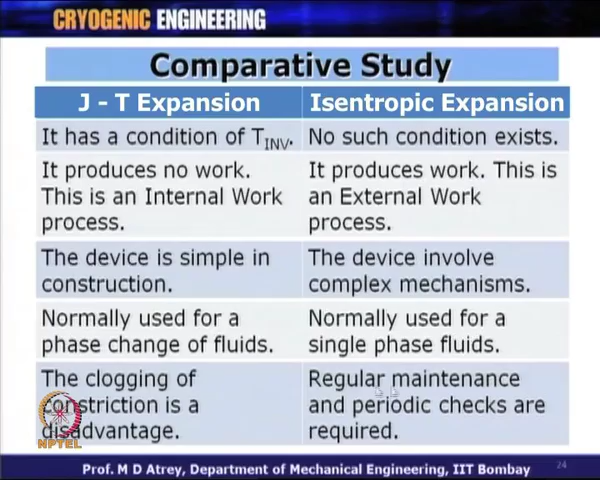 CRYOGENIC ENGINEERING
Comparative Study
J - T Expansion
Isentropic Expansion
It has a condition of TINV.
No such condition exists.
It produces no work.
This is an Internal Work
process.
It produces work. This is
an External Work
process.
The device is simple in
construction.
The device involve
complex mechanisms.
Normally used for a
phase change of fluids.
Normally used for a
single phase fluids.
The clogging of
constriction is a
disadvantage.
Regular maintenance
and periodic checks are
required.
NPTEL
Prof. M D Atrey, Department of Mechanical Engineering, IIT Bombay
24